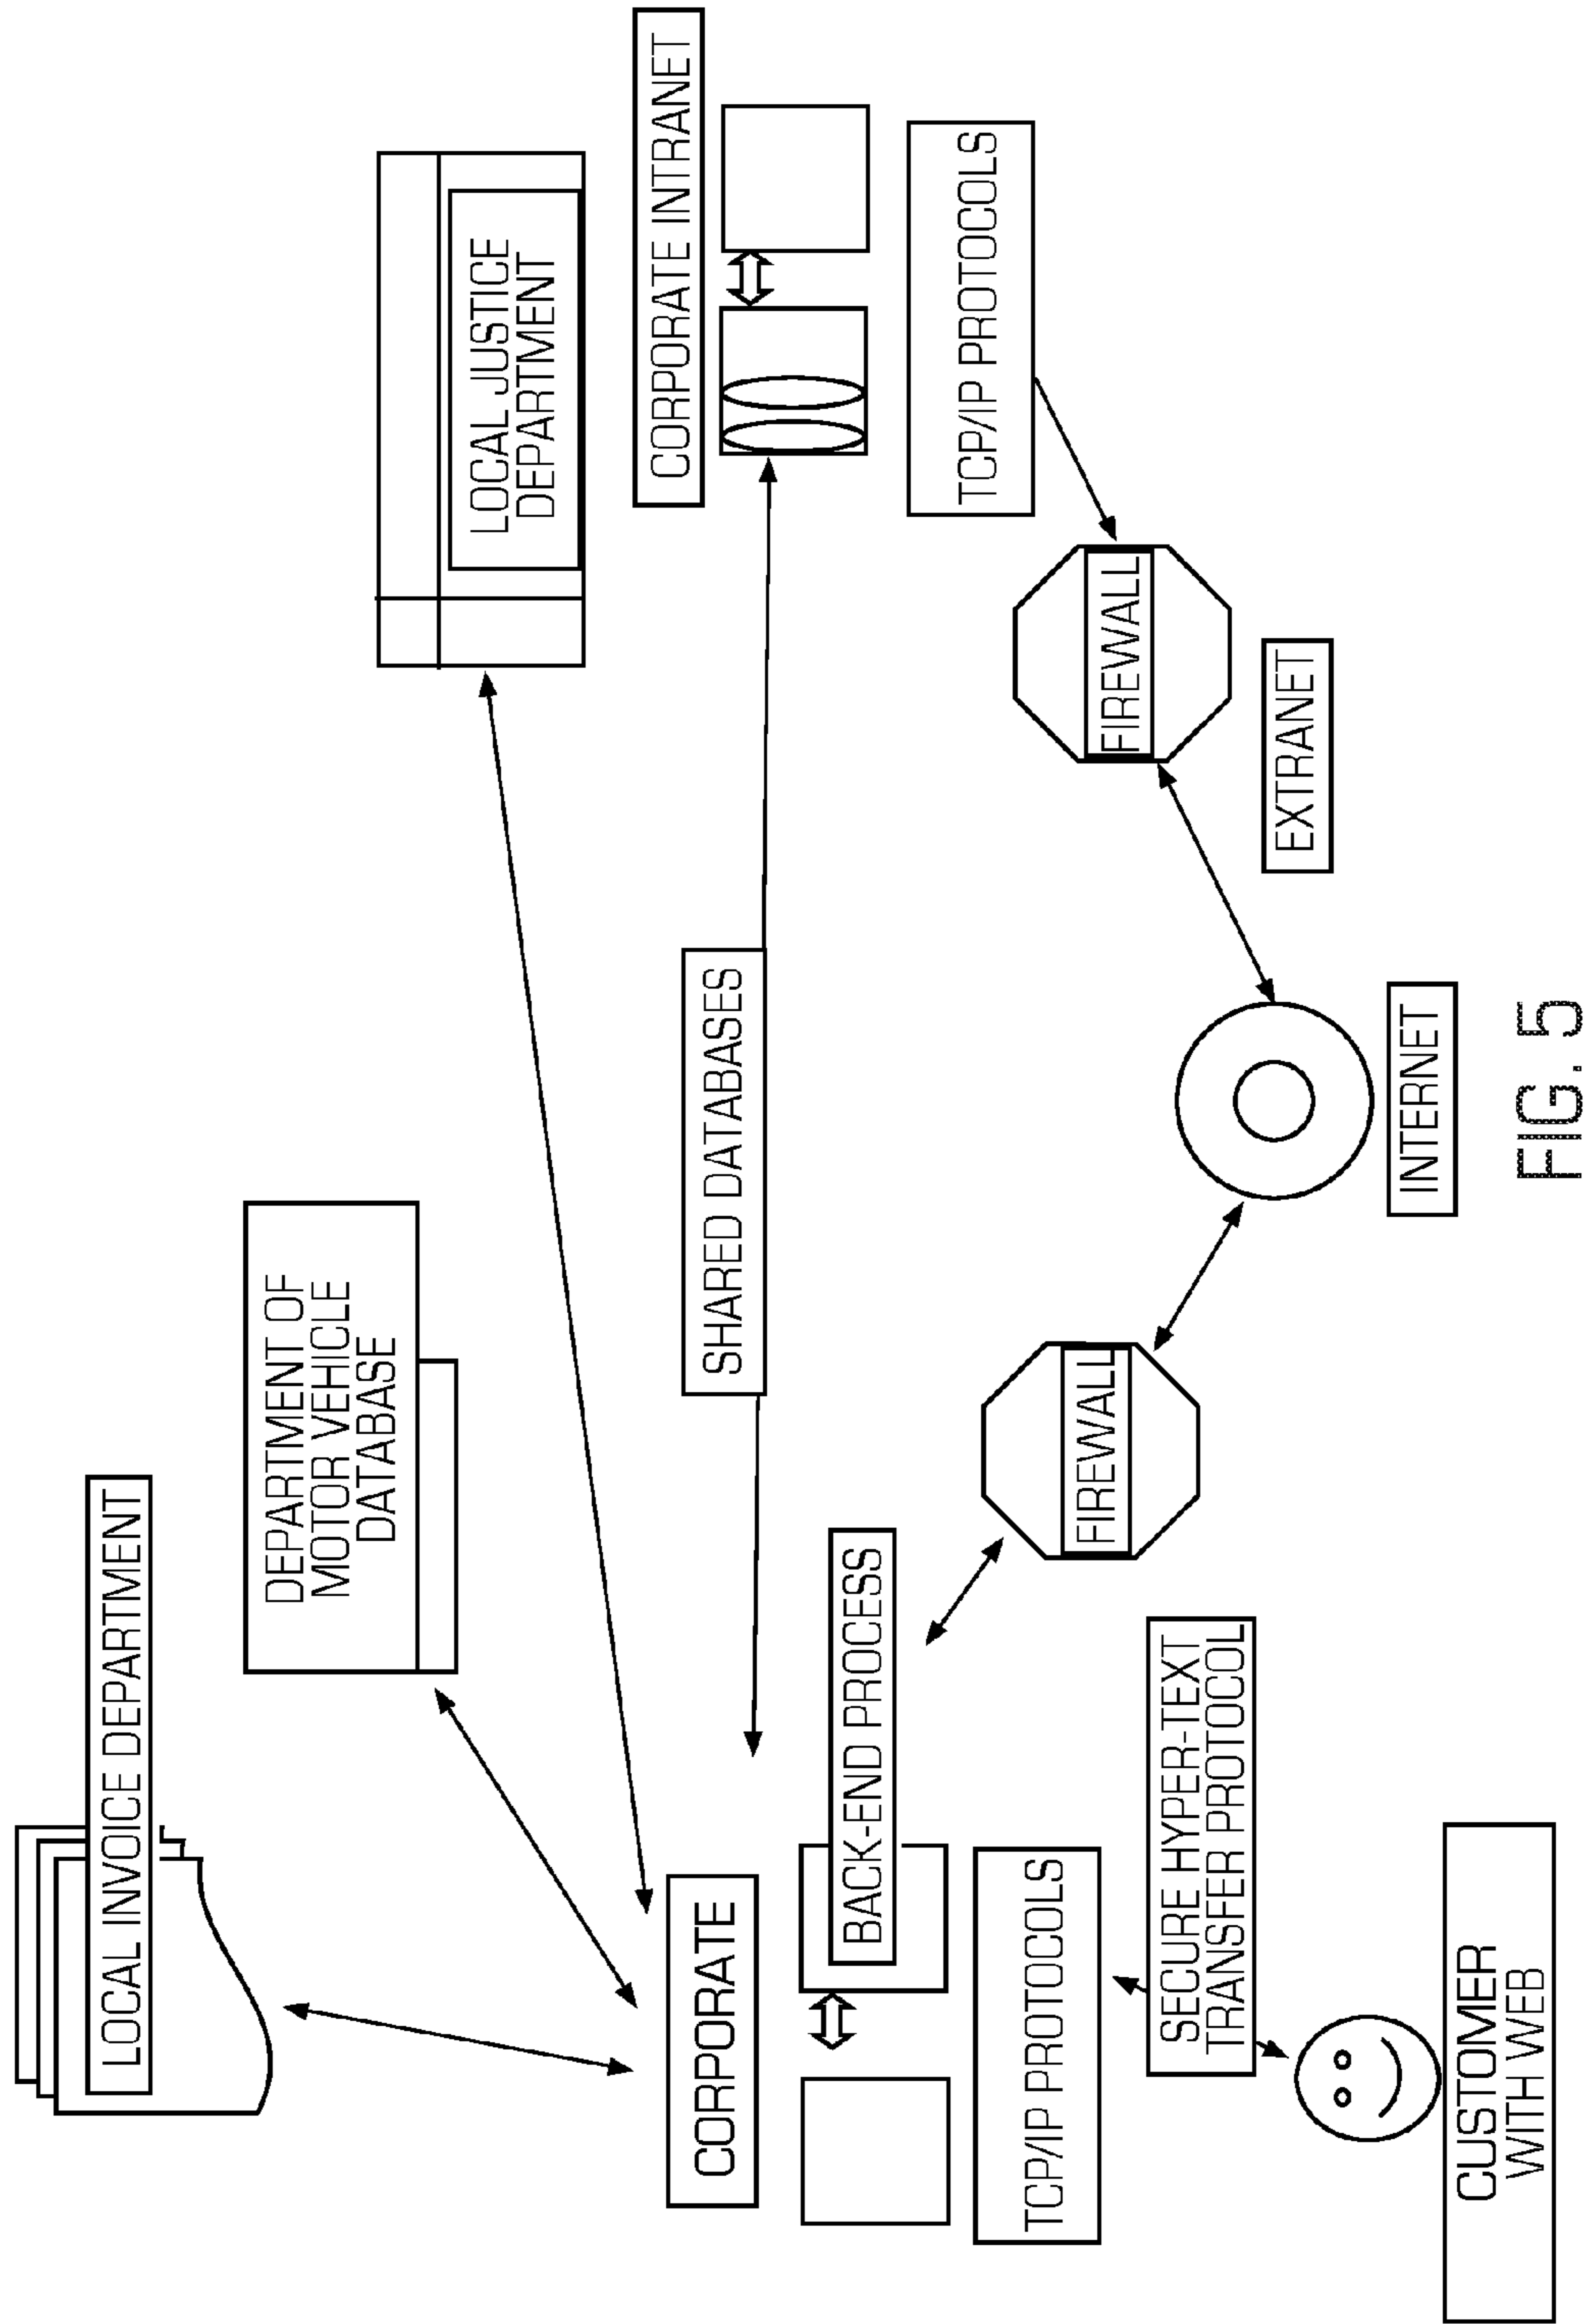 LOCAL INVOICE DEPARTMENT
DEPARTMENT OF
MOTOR VEHICLE
DATABASE
LOCAL JUSTICE
DEPARTMENT
CORPORATE
SHARED DATABASES
CORPORATE INTRANET
BACK-END PROCESS
TCP/IP PROTOCOLS
TCP/IP PROTOCOLS
FIREWALL
FIREWALL
SECURE HYPER-TEXT
TRANSFER PROTOCOL
EXTRANET
INTERNET
CUSTOMER
WITH WEB
FIG. 5